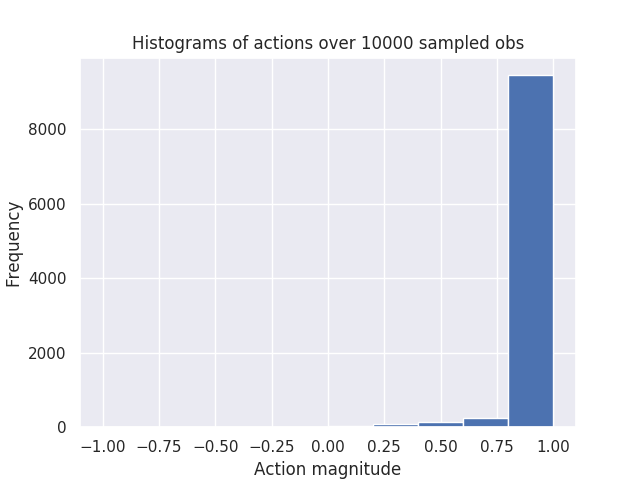 Histograms of actions over 10000 sampled obs
Frequency
8000
6000
4000
2000
0
−1.00 −0.75 −0.50 −0.25 0.00 0.25 0.50 0.75 1.00
Action magnitude